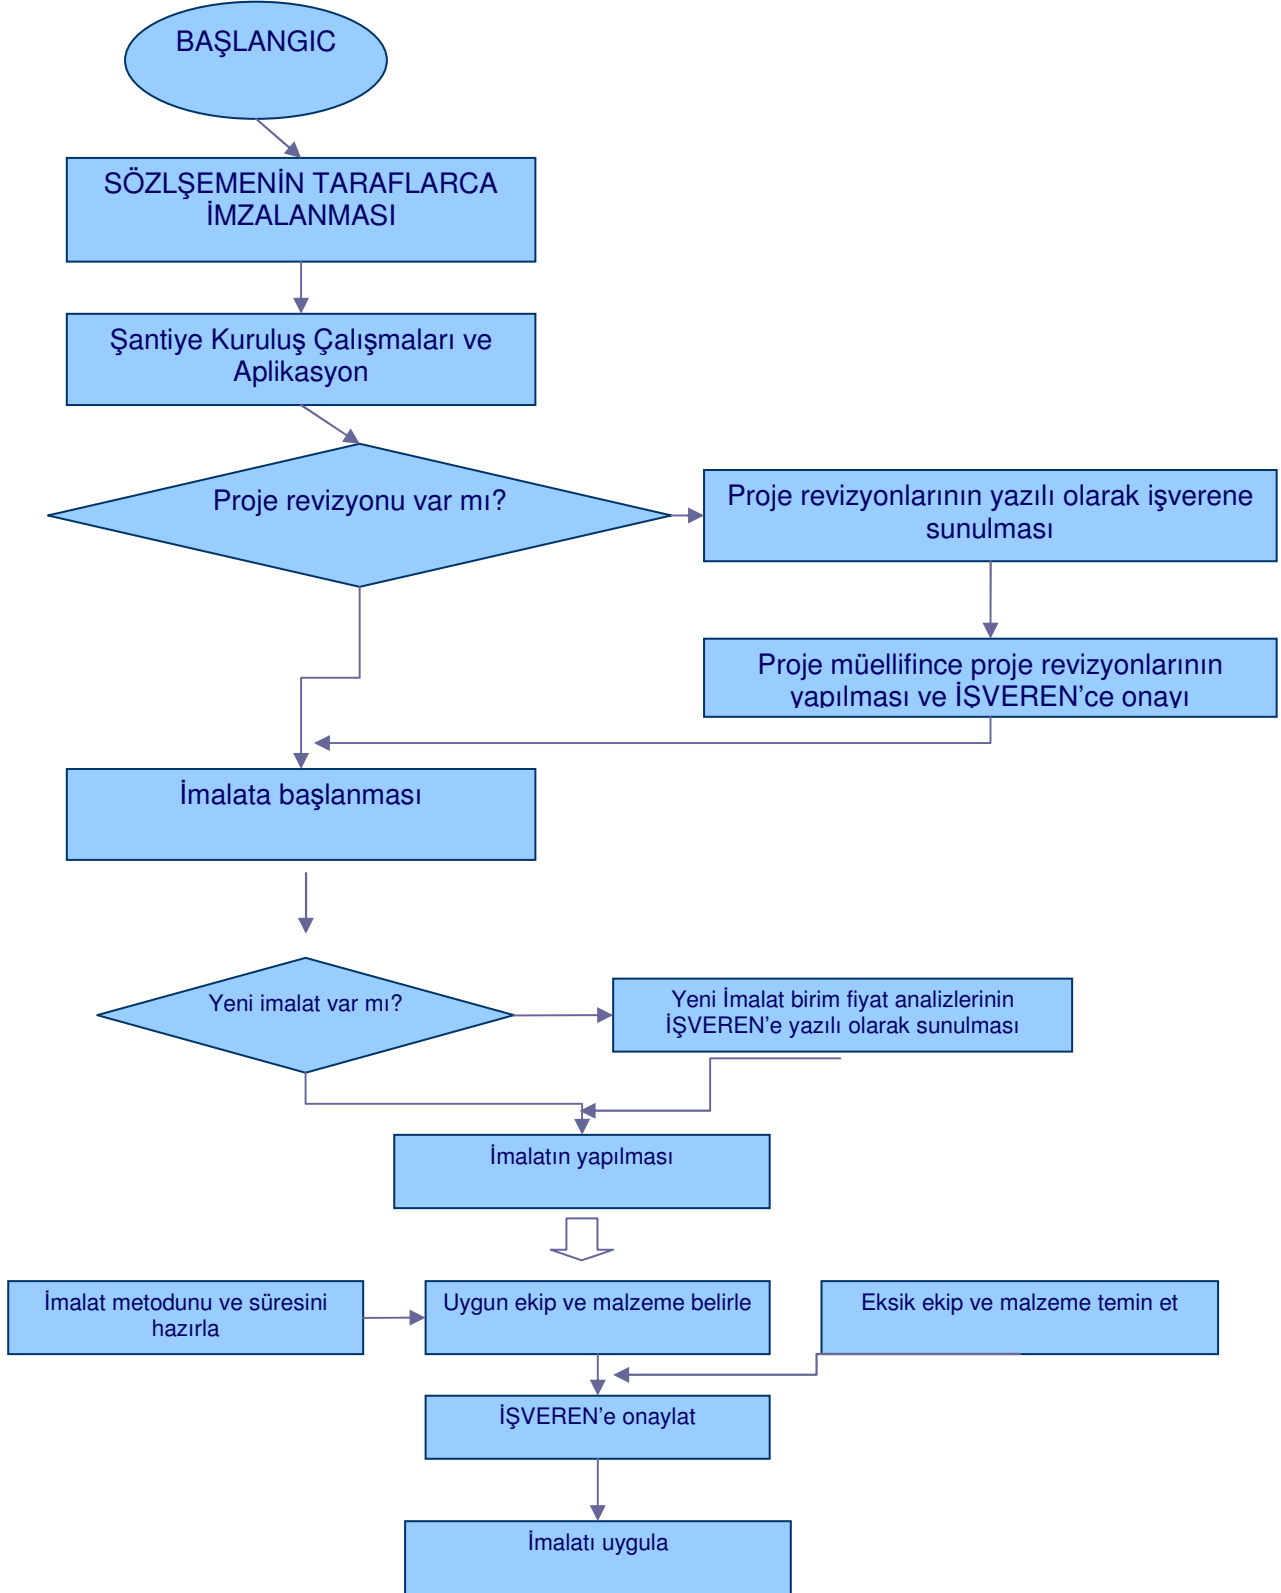 BAŞLANGIC
SÖZLŞEMENİN TARAFLARCA
İMZALANMASI
Şantiye Kuruluş Çalışmaları ve
Aplikasyon
Proje revizyonu var mı?
Proje revizyonlarının yazılı olarak işverene
sunulması
Proje müellifince proje revizyonlarının
yapılması ve İŞVEREN’ce onayı
İmalata başlanması
Yeni imalat var mı?
Yeni İmalat birim fiyat analizlerinin
İŞVEREN’e yazılı olarak sunulması
İmalatın yapılması
İmalat metodunu ve süresini
hazırla
Uygun ekip ve malzeme belirle
Eksik ekip ve malzeme temin et
İŞVEREN’e onaylat
İmalatı uygula